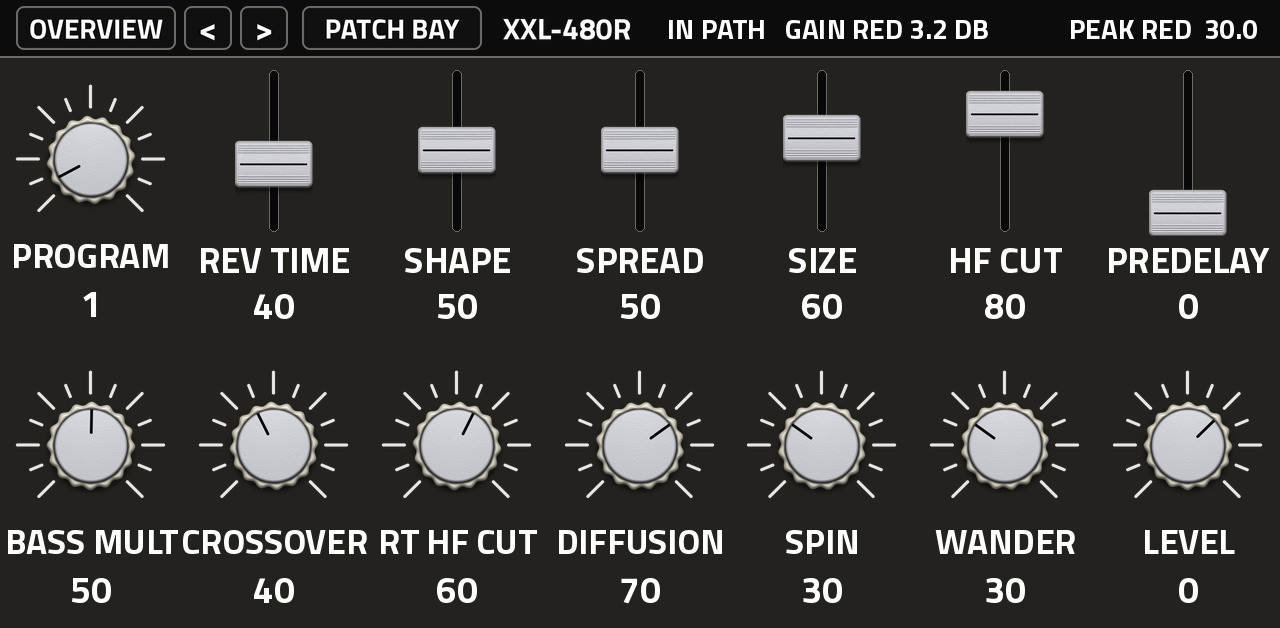 OVERVIEW < > PATCH BAY XXL-480R IN PATH GAIN RED 3.2 DB PEAK RED 30.0
PROGRAM REV TIME SHAPE SPREAD SIZE HF CUT PREDELAY
1 40 50 50 60 80 0
BASS MULT CROSSOVER RT HF CUT DIFFUSION SPIN WANDER LEVEL
50 40 60 70 30 30 0